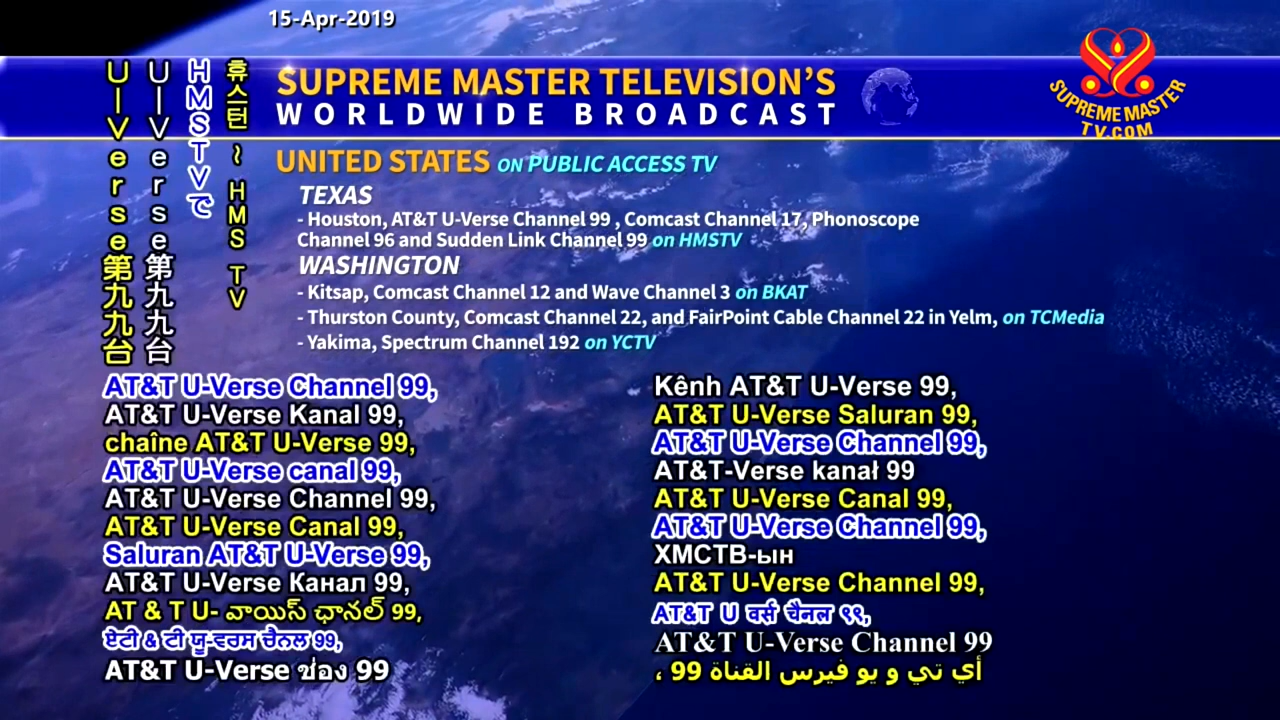 15-Apr-2019
U-Verse第九九台
U-Verse第九九台
HMSTVで
휴스턴 ~ HMS TV
SUPREME MASTER TELEVISION'S
WORLDWIDE BROADCAST
SUPREME MASTER
TV.COM
UNITED STATES ON PUBLIC ACCESS TV
TEXAS
- Houston, AT&T U-Verse Channel 99 , Comcast Channel 17, Phonoscope
Channel 96 and Sudden Link Channel 99 on HMSTV
WASHINGTON
- Kitsap, Comcast Channel 12 and Wave Channel 3 on BKAT
- Thurston County, Comcast Channel 22, and FairPoint Cable Channel 22 in Yelm, on TCMedia
- Yakima, Spectrum Channel 192 on YCTV
AT&T U-Verse Channel 99,
AT&T U-Verse Kanal 99,
chaîne AT&T U-Verse 99,
AT&T U-Verse canal 99,
AT&T U-Verse Channel 99,
AT&T U-Verse Canal 99,
Saluran AT&T U-Verse 99,
AT&T U-Verse Канал 99,
AT & T U- వాయిస్ ఛానల్ 99,
ਏਟੀ & ਟੀ ਯੂ-ਵਰਸ ਚੈਨਲ 99,
AT&T U-Verse ช่อง 99
Kênh AT&T U-Verse 99,
AT&T U-Verse Saluran 99,
AT&T U-Verse Channel 99,
AT&T-Verse kanał 99
AT&T U-Verse Canal 99,
AT&T U-Verse Channel 99,
ХМСТВ-ын
AT&T U-Verse Channel 99,
AT&T U वर्स चैनल ९९,
AT&T U-Verse Channel 99
أي تي و يو فيرس القناة 99 ،